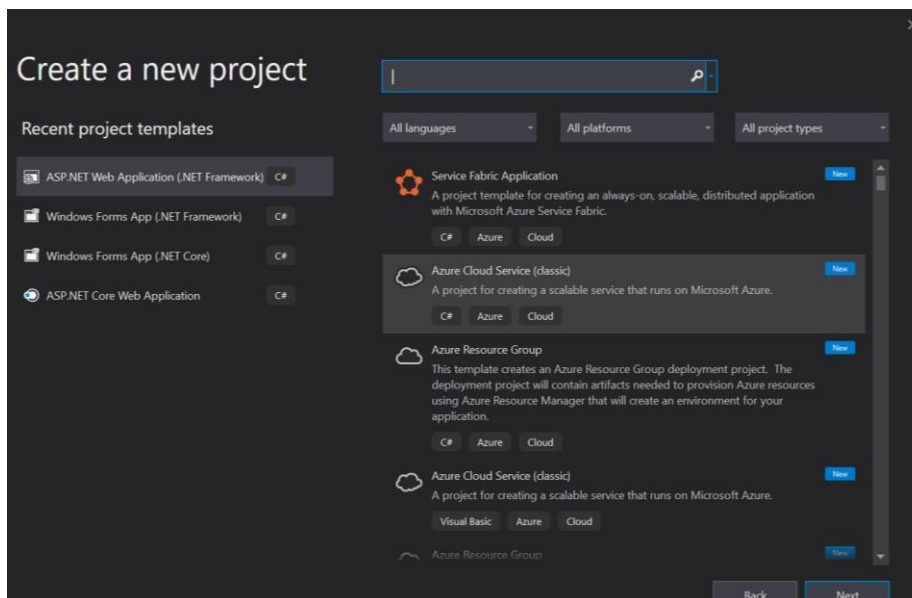 Create a new project
Recent project templates
ASP.NET Web Application (.NET Framework) C#
Windows Forms App (.NET Framework) C#
Windows Forms App (.NET Core) C#
ASP.NET Core Web Application C#
All languages All platforms All project types
Service Fabric Application New
A project template for creating an always-on, scalable, distributed application
with Microsoft Azure Service Fabric.
C# Azure Cloud
Azure Cloud Service (classic) New
A project for creating a scalable service that runs on Microsoft Azure.
C# Azure Cloud
Azure Resource Group New
This template creates an Azure Resource Group deployment project. The
deployment project will contain artifacts needed to provision Azure resources
using Azure Resource Manager that will create an environment for your
application.
C# Azure Cloud
Azure Cloud Service (classic) New
A project for creating a scalable service that runs on Microsoft Azure.
Visual Basic Azure Cloud
Azure Resource Group New
Back Next